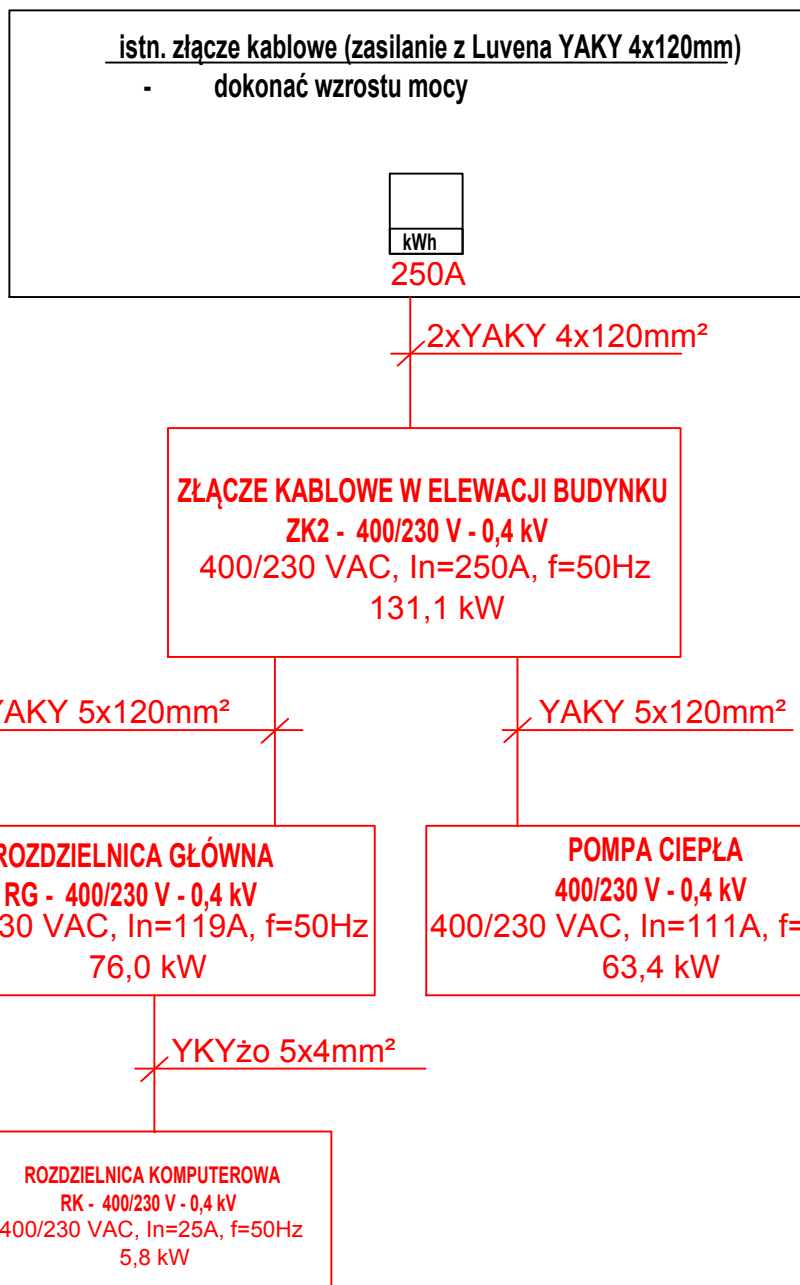 istn. złącze kablowe (zasilanie z Luvena YAKY 4x120mm)
- dokonać wzrostu mocy
kWh
250A
2xYAKY 4x120mm²
ZŁĄCZE KABLOWE W ELEWACJI BUDYNKU
ZK2 - 400/230 V - 0,4 kV
400/230 VAC, In=250A, f=50Hz
131,1 kW
YAKY 5x120mm²
YAKY 5x120mm²
ROZDZIELNICA GŁÓWNA
RG - 400/230 V - 0,4 kV
30 VAC, In=119A, f=50Hz
76,0 kW
POMPA CIEPŁA
400/230 V - 0,4 kV
400/230 VAC, In=111A, f=
63,4 kW
YKYżo 5x4mm²
ROZDZIELNICA KOMPUTEROWA
RK - 400/230 V - 0,4 kV
400/230 VAC, In=25A, f=50Hz
5,8 kW